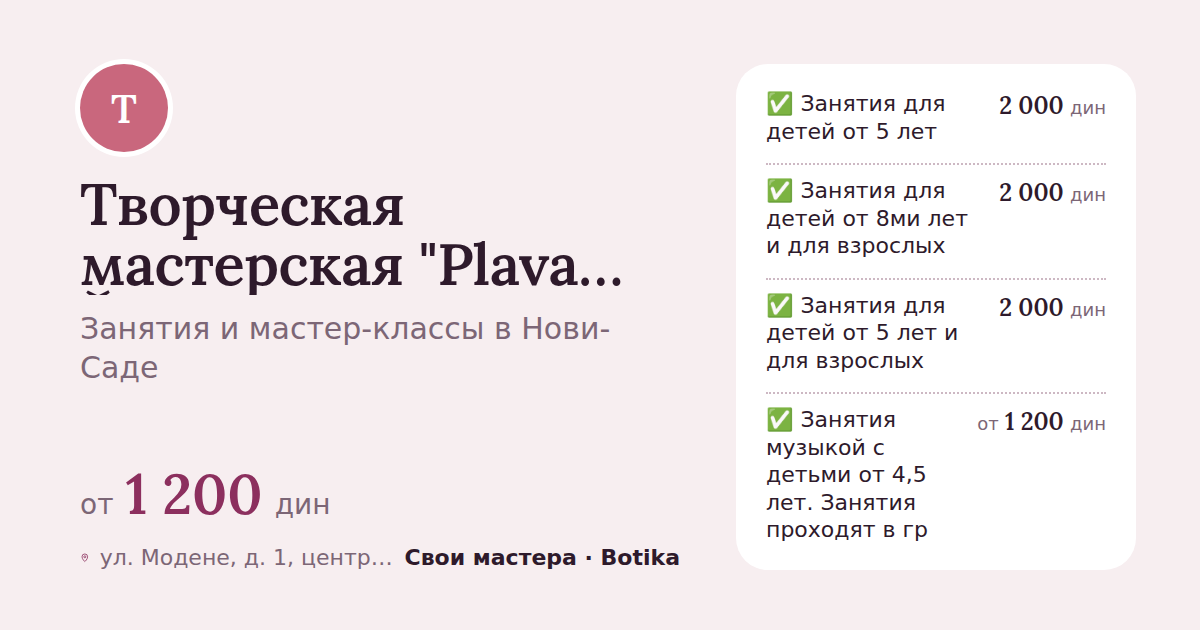 Т
Творческая
мастерская "Plava...
Занятия и мастер-классы в Нови-
Саде
от 1 200 дин
ул. Модене, д. 1, центр... Свои мастера · Botika
✅ Занятия для
детей от 5 лет
2 000 дин
✅ Занятия для
детей от 8ми лет
и для взрослых
2 000 дин
✅ Занятия для
детей от 5 лет и
для взрослых
2 000 дин
✅ Занятия
музыкой с
детьми от 4,5
лет. Занятия
проходят в гр
от 1 200 дин